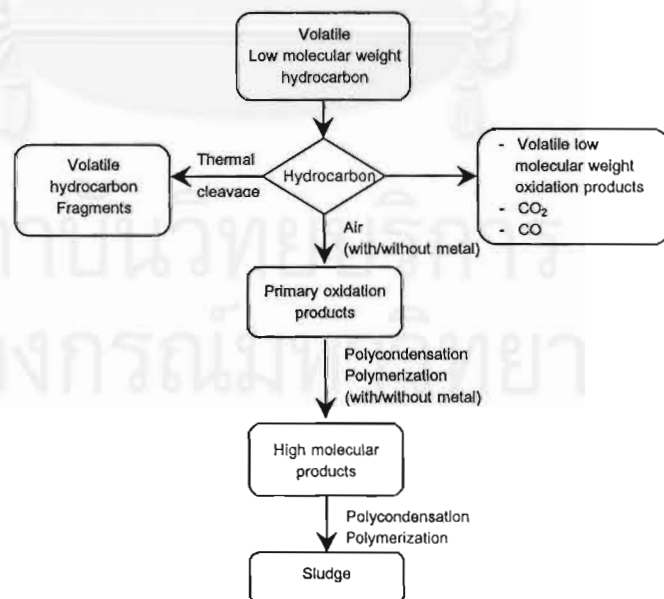 Volatile
Low molecular weight
hydrocarbon
Volatile
hydrocarbon
Fragments
Thermal
cleavage
Hydrocarbon
- Volatile low
molecular weight
oxidation products
- CO₂
- CO
Air
(with/without metal)
Primary oxidation
products
Polycondensation
Polymerization
(with/without metal)
High molecular
products
Polycondensation
Polymerization
Sludge